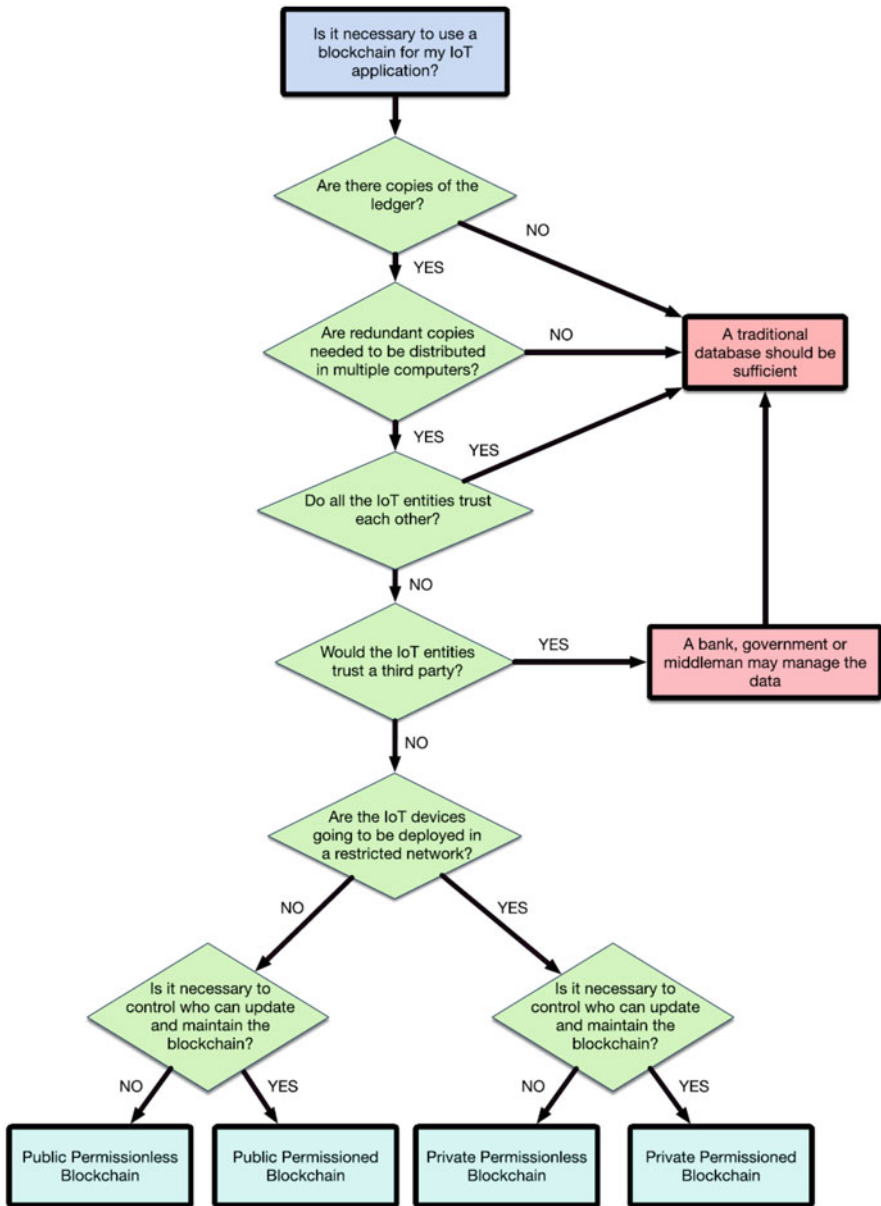 Is it necessary to use a
blockchain for my IoT
application?
Are there copies of the
ledger?
NO
YES
Are redundant copies
needed to be distributed
in multiple computers?
NO
A traditional
database should be
sufficient
YES
YES
Do all the IoT entities trust
each other?
NO
Would the IoT entities
trust a third party?
YES
A bank, government or
middleman may manage the
data
NO
Are the IoT devices
going to be deployed in
a restricted network?
NO
YES
Is it necessary to
control who can update
and maintain the
blockchain?
Is it necessary to
control who can update
and maintain the
blockchain?
NO
YES
NO
YES
Public Permissionless
Blockchain
Public Permissioned
Blockchain
Private Permissionless
Blockchain
Private Permissioned
Blockchain